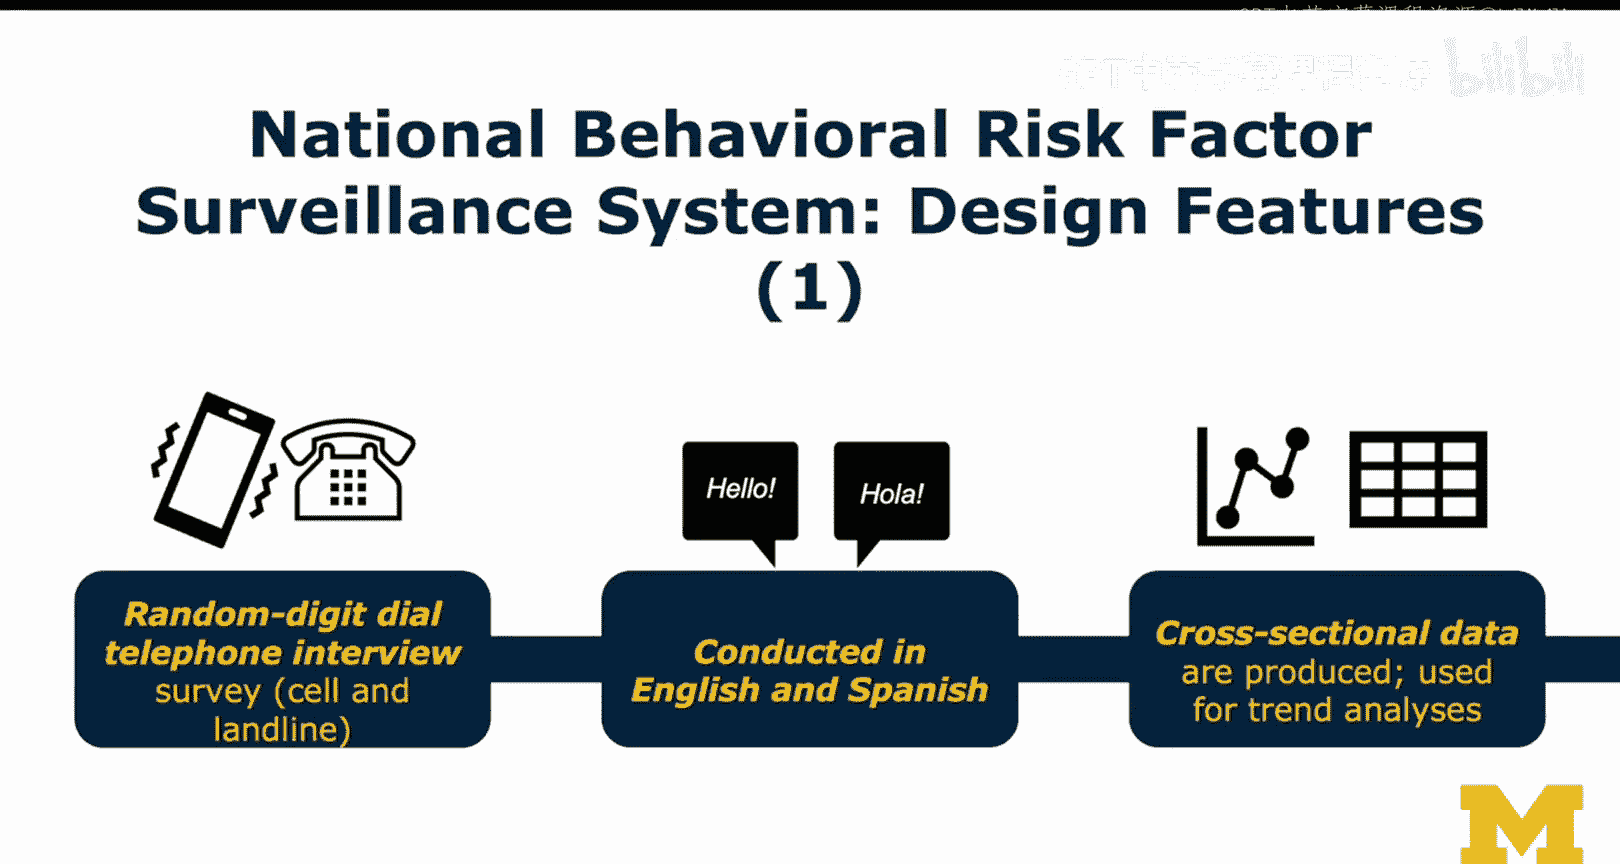 bilibili
National Behavioral Risk Factor
Surveillance System: Design Features
(1)
Hello!
Hola!
Random-digit dial
telephone interview
survey (cell and
landline)
Conducted in
English and Spanish
Cross-sectional data
are produced; used
for trend analyses
M